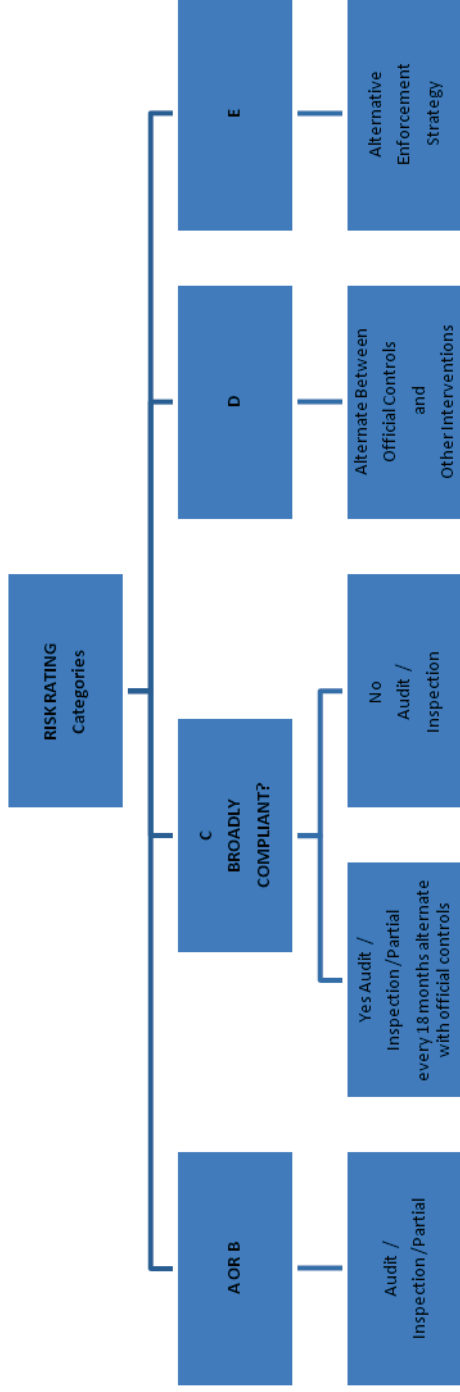 RISK RATING
Categories
A OR B
C
BROADLY
COMPLIANT?
D
E
Audit /
Inspection/Partial
Yes Audit /
Inspection/Partial
every 18 months alternate
with official controls
No
Audit /
Inspection
Alternate Between
Official Controls
and
Other Interventions
Alternative
Enforcement
Strategy